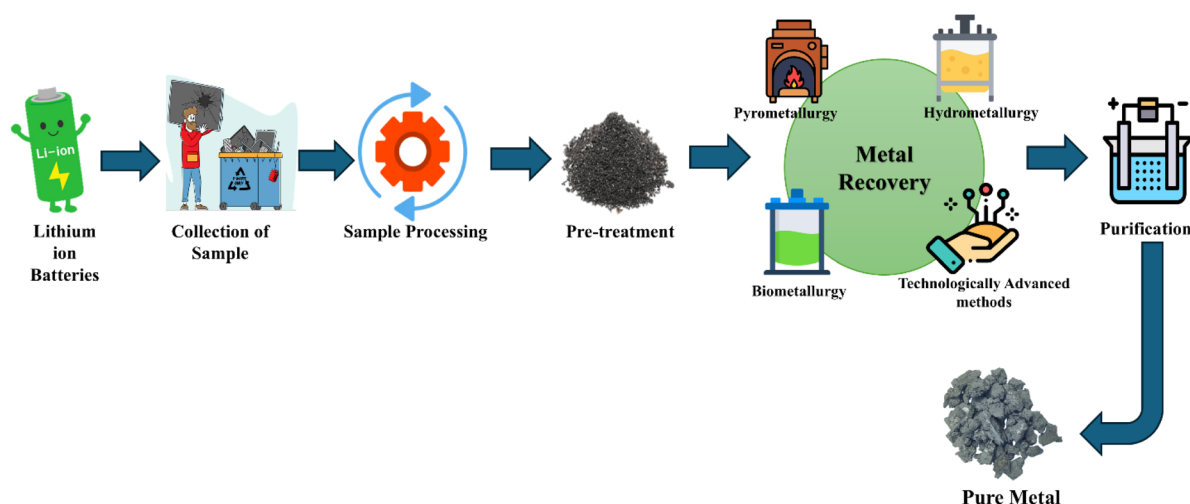 Li-ion
Lithium
ion
Batteries
Collection of
Sample
Sample Processing
Pre-treatment
Pyrometallurgy
Hydrometallurgy
Metal
Recovery
Biometallurgy
Technologically Advanced
methods
- +
Purification
Pure Metal